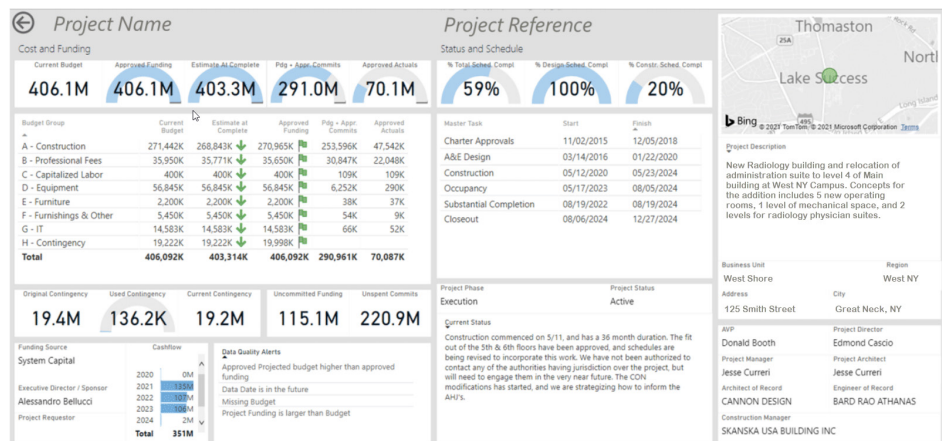 Project Name
Project Reference
Cost and Funding
Status and Schedule
Current Budget
406.1M
Approved Funding
406.1M
Estimate At Complete
403.3M
Pdg + Appr. Commits
291.0M
Approved Actuals
70.1M
% Total Sched. Compl
59%
% Design Sched. Compl
100%
% Constr. Sched. Compl
20%
Budget Group Current Budget Estimate at Complete Approved Funding Pdg + Appr. Commits Approved Actuals
A - Construction 271,442K 268,843K 270,965K 253,596K 47,542K
B - Professional Fees 35,950K 35,771K 35,650K 30,847K 22,048K
C - Capitalized Labor 400K 400K 400K 109K 109K
D - Equipment 56,845K 56,845K 56,845K 6,252K 290K
E - Furniture 2,200K 2,200K 2,200K 38K 37K
F - Furnishings & Other 5,450K 5,450K 5,450K 54K 9K
G - IT 14,583K 14,583K 14,583K 66K 52K
H - Contingency 19,222K 19,222K 19,998K
Total 406,092K 403,314K 406,092K 290,961K 70,087K
Master Task Start Finish
Charter Approvals 11/02/2015 12/05/2018
A&E Design 03/14/2016 01/22/2020
Construction 05/12/2020 05/23/2024
Occupancy 05/17/2023 08/05/2024
Substantial Completion 08/19/2022 08/19/2024
Closeout 08/06/2024 12/27/2024
Thomaston
25A
North
Lake Success
Long Island
495
Bing
© 2021 TomTom, © 2021 Microsoft Corporation Terms
Project Description
New Radiology building and relocation of
administration suite to level 4 of Main
building at West NY Campus. Concepts for
the addition includes 5 new operating
rooms, 1 level of mechanical space, and 2
levels for radiology physician suites.
Business Unit Region
West Shore West NY
Address City
125 Smith Street Great Neck, NY
Original Contingency
19.4M
Used Contingency
136.2K
Current Contingency
19.2M
Uncommitted Funding
115.1M
Unspent Commits
220.9M
Project Phase Project Status
Execution Active
Current Status
Construction commenced on 5/11, and has a 36 month duration. The fit
out of the 5th & 6th floors have been approved, and schedules are
being revised to incorporate this work. We have not been authorized to
contact any of the authorities having jurisdiction over the project, but
will need to engage them in the very near future. The CON
modifications has started, and we are strategizing how to inform the
AHJ's.
Funding Source
System Capital
Executive Director / Sponsor
Alessandro Bellucci
Project Requestor
Cashflow
2020 0M
2021 135M
2022 107M
2023 106M
2024 2M
Total 351M
Data Quality Alerts
Approved Projected budget higher than approved
funding
Data Date is in the future
Missing Budget
Project Funding is larger than Budget
AVP Project Director
Donald Booth Edmond Cascio
Project Manager Project Architect
Jesse Curreri Jesse Curreri
Architect of Record Engineer of Record
CANNON DESIGN BARD RAO ATHANAS
Construction Manager
SKANSKA USA BUILDING INC